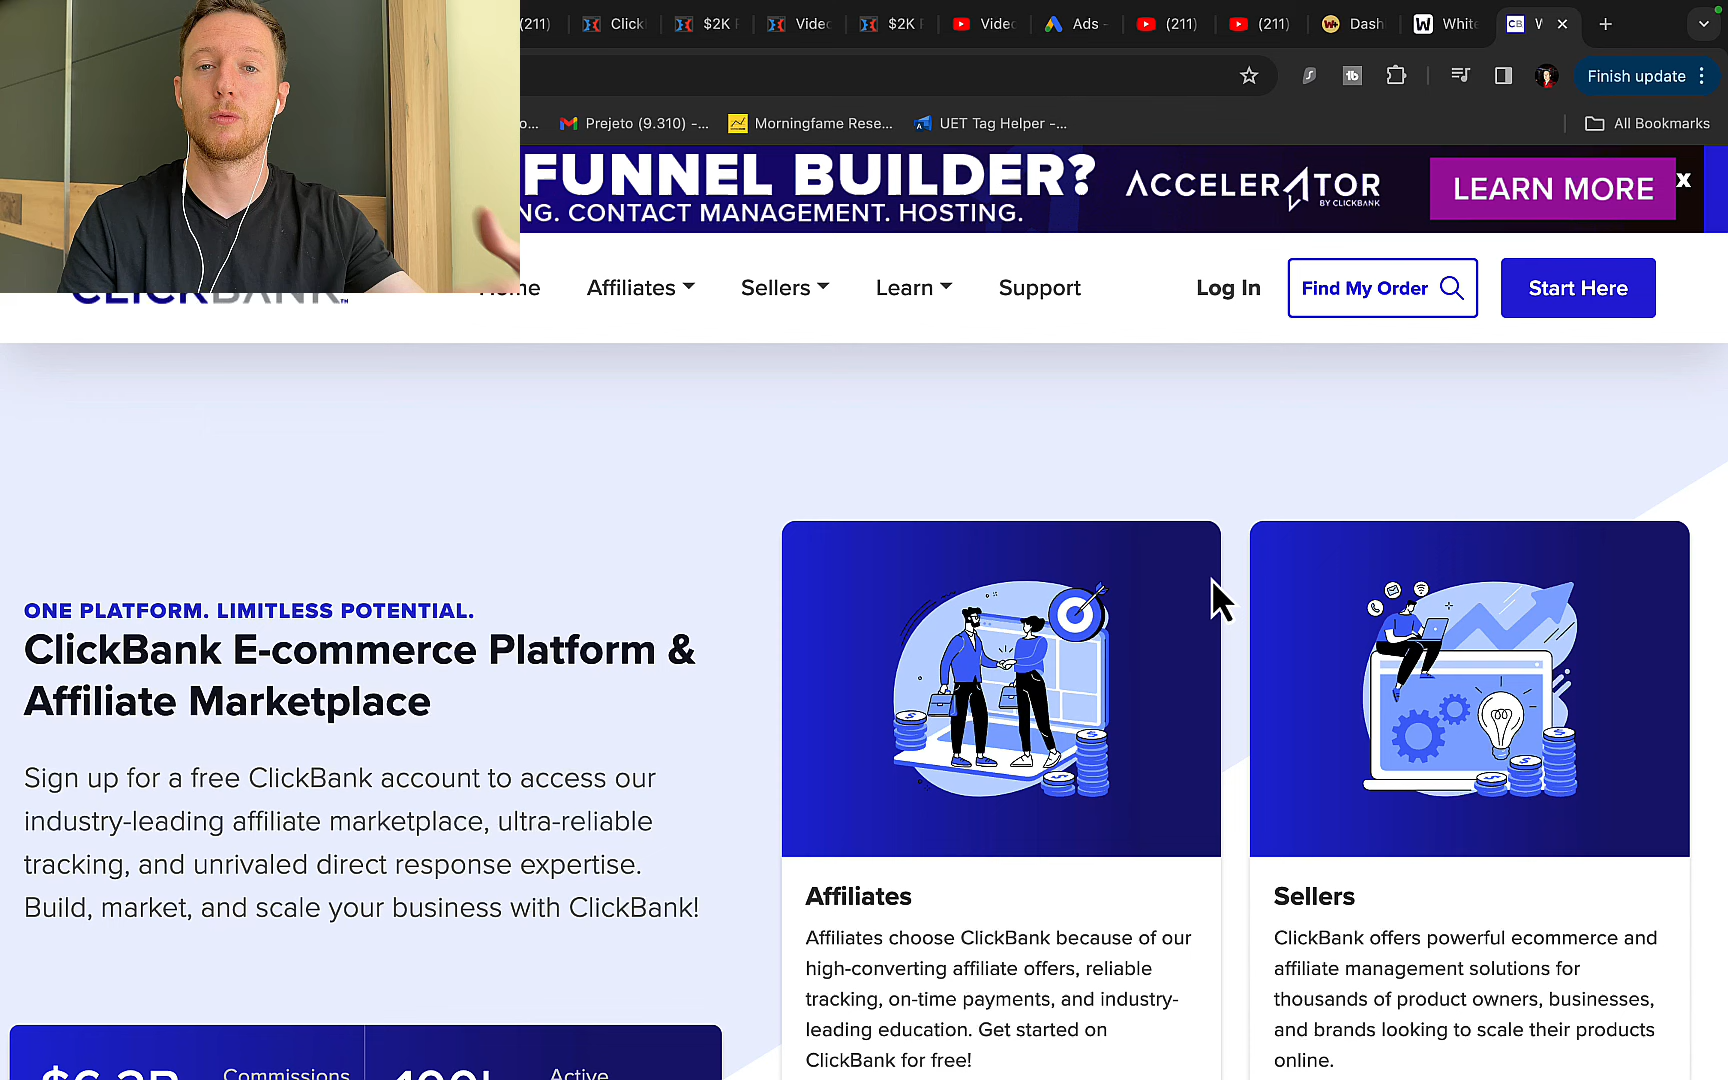 (211)
Click
$2K
Videc
$2K
Videc
Ads -
(211)
(211)
Dash
White
Finish update
Prejeto (9.310) -...
Morningfame Rese...
UET Tag Helper -...
All Bookmarks
FUNNEL BUILDER?
NG. CONTACT MANAGEMENT. HOSTING.
ACCELERATOR
BY CLICKBANK
LEARN MORE
X
CLICKBANK
Home
Affiliates
Sellers
Learn
Support
Log In
Find My Order
Start Here
ONE PLATFORM. LIMITLESS POTENTIAL.
ClickBank E-commerce Platform &
Affiliate Marketplace
Sign up for a free ClickBank account to access our
industry-leading affiliate marketplace, ultra-reliable
tracking, and unrivaled direct response expertise.
Build, market, and scale your business with ClickBank!
Commissions
Active
Affiliates
Affiliates choose ClickBank because of our
high-converting affiliate offers, reliable
tracking, on-time payments, and industry-
leading education. Get started on
ClickBank for free!
Sellers
ClickBank offers powerful ecommerce and
affiliate management solutions for
thousands of product owners, businesses,
and brands looking to scale their products
online.